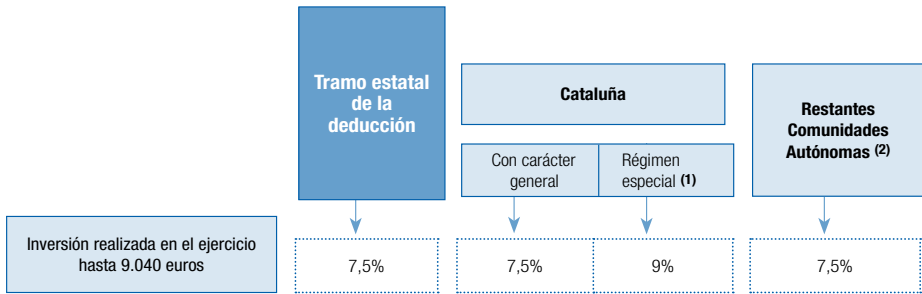 Tramo estatal
de la
deducción
Cataluña
Restantes
Comunidades
Autónomas (2)
Con carácter
general
Régimen
especial (1)
Inversión realizada en el ejercicio
hasta 9.040 euros
7,5%
7,5%
9%
7,5%